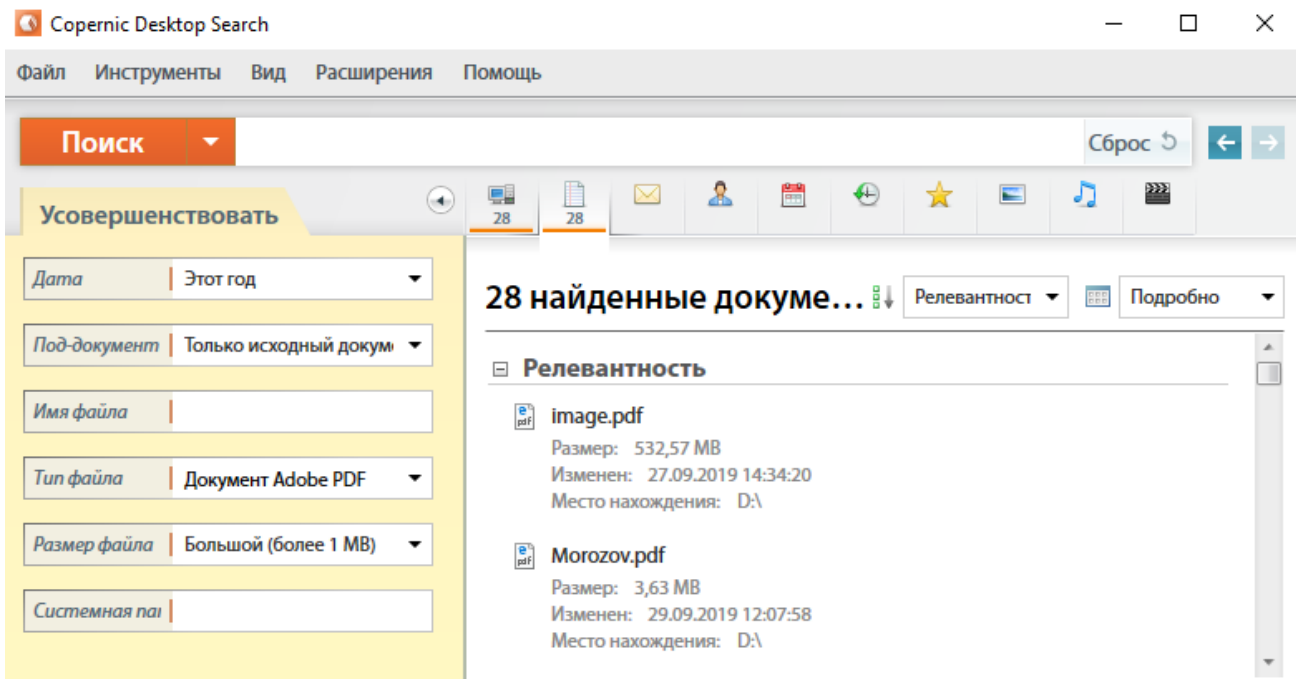 Copernic Desktop Search
Файл Инструменты Вид Расширения Помощь
Поиск Сброс
Усовершенствовать
28 28
Дата Этот год
Под-документ Только исходный докум
Имя файла
Тип файла Документ Adobe PDF
Размер файла Большой (более 1 MB)
Системная пап
28 найденные докуме... Релевантност Подробно
Релевантность
image.pdf
Размер: 532,57 MB
Изменен: 27.09.2019 14:34:20
Место нахождения: D:\
Morozov.pdf
Размер: 3,63 MB
Изменен: 29.09.2019 12:07:58
Место нахождения: D:\